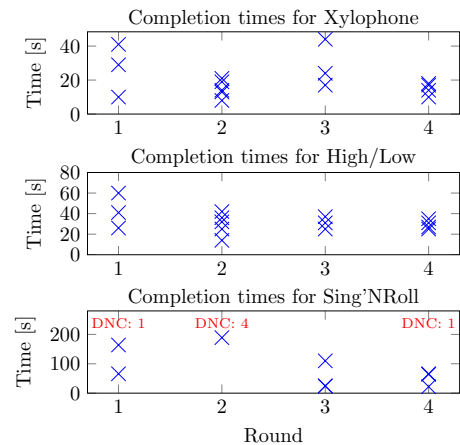 Completion times for Xylophone
Time [s]
40
20
0
1 2 3 4
Completion times for High/Low
Time [s]
80
60
40
20
0
1 2 3 4
Completion times for Sing'NRoll
Time [s]
DNC: 1 DNC: 4 DNC: 1
200
100
0
1 2 3 4
Round